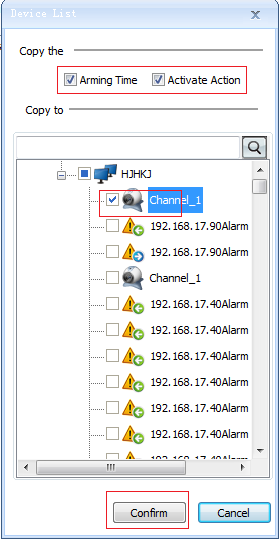 Device List
Copy the
Arming Time Activate Action
Copy to
HJHKJ
Channel_1
192.168.17.90Alarm
192.168.17.90Alarm
Channel_1
192.168.17.40Alarm
192.168.17.40Alarm
192.168.17.40Alarm
192.168.17.40Alarm
192.168.17.40Alarm
192.168.17.40Alarm
Confirm Cancel